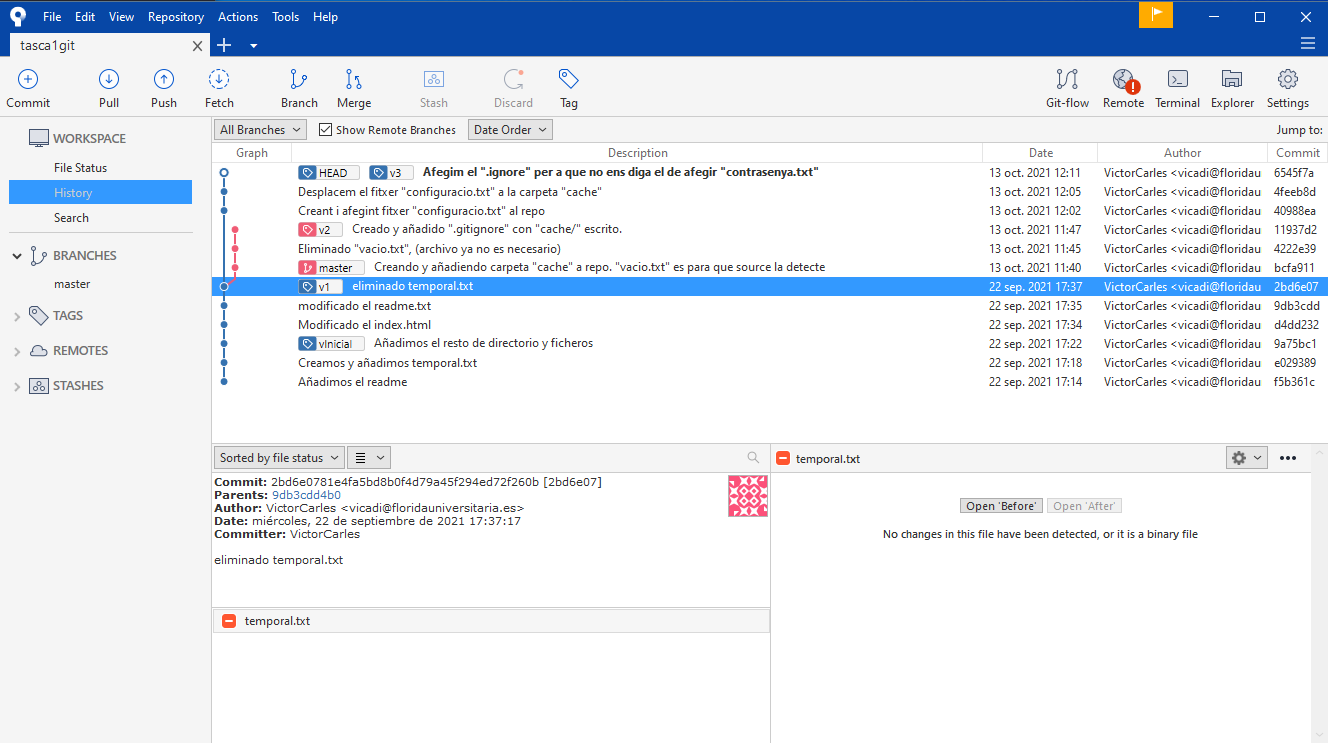 File Edit View Repository Actions Tools Help
tasca1git
Commit Pull Push Fetch Branch Merge Stash Discard Tag Git-flow Remote Terminal Explorer Settings
WORKSPACE
File Status
History
Search
BRANCHES
master
TAGS
REMOTES
STASHES
All Branches Show Remote Branches Date Order Jump to:
Graph Description Date Author Commit
HEAD v3 Afegim el ".ignore" per a que no ens diga el de afegir "contrasenya.txt" 13 oct. 2021 12:11 VictorCarles <vicadi@floridau 6545f7a
Desplacem el fitxer "configuracio.txt" a la carpeta "cache" 13 oct. 2021 12:05 VictorCarles <vicadi@floridau 4feeb8d
Creant i afegint fitxer "configuracio.txt" al repo 13 oct. 2021 12:02 VictorCarles <vicadi@floridau 40988ea
v2 Creado y añadido ".gitignore" con "cache/" escrito. 13 oct. 2021 11:47 VictorCarles <vicadi@floridau 11937d2
Eliminado "vacio.txt", (archivo ya no es necesario) 13 oct. 2021 11:45 VictorCarles <vicadi@floridau 4222e39
master Creando y añadiendo carpeta "cache" a repo. "vacio.txt" es para que source la detecte 13 oct. 2021 11:40 VictorCarles <vicadi@floridau bcfa911
v1 eliminado temporal.txt 22 sep. 2021 17:37 VictorCarles <vicadi@floridau 2bd6e07
modificado el readme.txt 22 sep. 2021 17:35 VictorCarles <vicadi@floridau 9db3cdd
Modificado el index.html 22 sep. 2021 17:34 VictorCarles <vicadi@floridau d4dd232
vInicial Añadimos el resto de directorio y ficheros 22 sep. 2021 17:22 VictorCarles <vicadi@floridau 9a75bc1
Creamos y añadimos temporal.txt 22 sep. 2021 17:18 VictorCarles <vicadi@floridau e029389
Añadimos el readme 22 sep. 2021 17:14 VictorCarles <vicadi@floridau f5b361c
Sorted by file status
Commit: 2bd6e0781e4fa5bd8b0f4d79a45f294ed72f260b [2bd6e07]
Parents: 9db3cdd4b0
Author: VictorCarles <vicadi@floridauniversitaria.es>
Date: miércoles, 22 de septiembre de 2021 17:37:17
Committer: VictorCarles
eliminado temporal.txt
temporal.txt
temporal.txt
Open 'Before' Open 'After'
No changes in this file have been detected, or it is a binary file